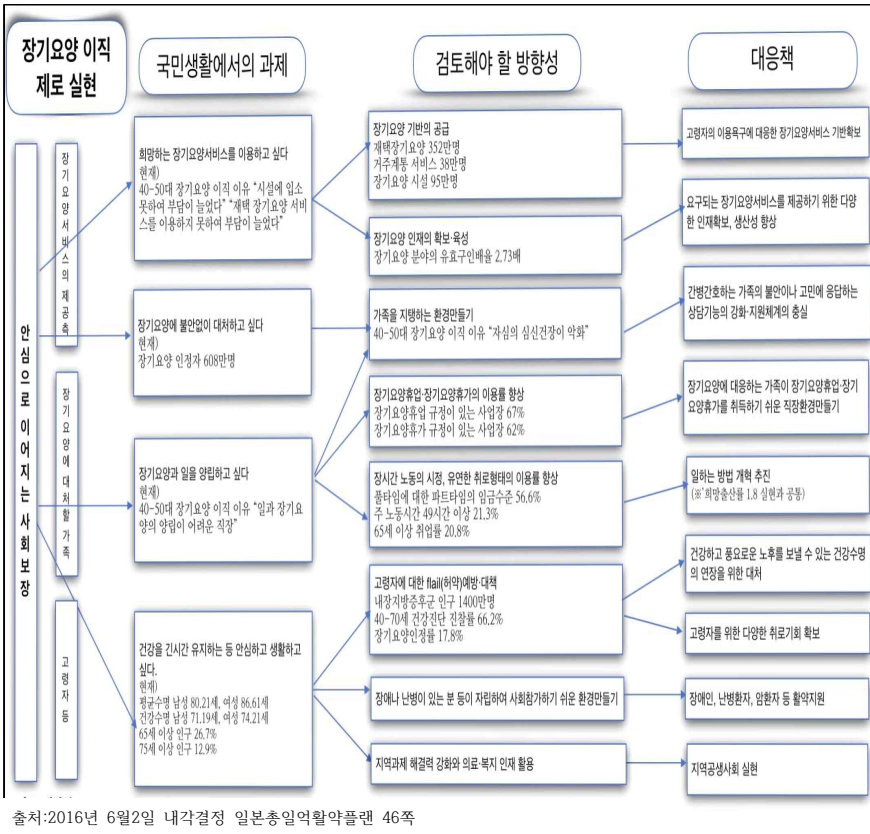 장기요양 이직
제로 실현
국민생활에서의 과제
검토해야 할 방향성
대응책
안심으로 이어지는 사회보장
장기요양서비스의 제공측
장기요양에 대처할 가족
고령자 등
희망하는 장기요양서비스를 이용하고 싶다
현재)
40-50대 장기요양 이직 이유 “시설에 입소
못하여 부담이 늘었다” “재택 장기요양 서비
스를 이용하지 못하여 부담이 늘었다”
장기요양에 불안없이 대처하고 싶다
현재)
장기요양 인정자 608만명
장기요양과 일을 양립하고 싶다
현재)
40-50대 장기요양 이직 이유 “일과 장기요
양의 양립이 어려운 직장”
건강을 긴시간 유지하는 등 안심하고 생활하고
싶다.
현재)
평균수명 남성 80.21세, 여성 86.61세
건강수명 남성 71.19세, 여성 74.21세
65세 이상 인구 26.7%
75세 이상 인구 12.9%
장기요양 기반의 공급
재택장기요양 352만명
거주계통 서비스 38만명
장기요양 시설 95만명
장기요양 인재의 확보·육성
장기요양 분야의 유효구인배율 2.73배
가족을 지탱하는 환경만들기
40-50대 장기요양 이직 이유 “자심의 심신건장이 악화”
장기요양휴업·장기요양휴가의 이용률 향상
장기요양휴업 규정이 있는 사업장 67%
장기요양휴가 규정이 있는 사업장 62%
장시간 노동의 시정, 유연한 취로형태의 이용률 향상
풀타임에 대한 파트타임의 임금수준 56.6%
주 노동시간 49시간 이상 21.3%
65세 이상 취업률 20.8%
고령자에 대한 flail(허약)예방·대책
내장지방증후군 인구 1400만명
40-70세 건강진단 진찰률 66.2%
장기요양인정률 17.8%
장애나 난병이 있는 분 등이 자립하여 사회참가하기 쉬운 환경만들기
지역과제 해결력 강화와 의료·복지 인재 활용
고령자의 이용욕구에 대응한 장기요양서비스 기반확보
요구되는 장기요양서비스를 제공하기 위한 다양
한 인재확보, 생산성 향상
간병간호하는 가족의 불안이나 고민에 응답하는
상담기능의 강화·지원체계의 충실
장기요양에 대응하는 가족이 장기요양휴업·장기
요양휴가를 취득하기 쉬운 직장환경만들기
일하는 방법 개혁 추진
(※'희망출산률 1.8 실현과 공통)
건강하고 풍요로운 노후를 보낼 수 있는 건강수명
의 연장을 위한 대처
고령자를 위한 다양한 취로기회 확보
장애인, 난병환자, 암환자 등 활약지원
지역공생사회 실현
출처:2016년 6월2일 내각결정 일본총일억활약플랜 46쪽